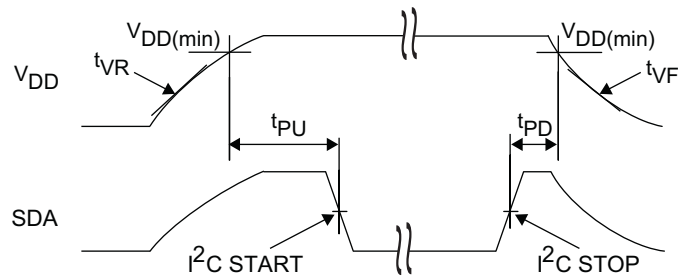 VDD(min)
VDD(min)
tVR
tVF
VDD
tPU
tPD
SDA
I2C START
I2C STOP